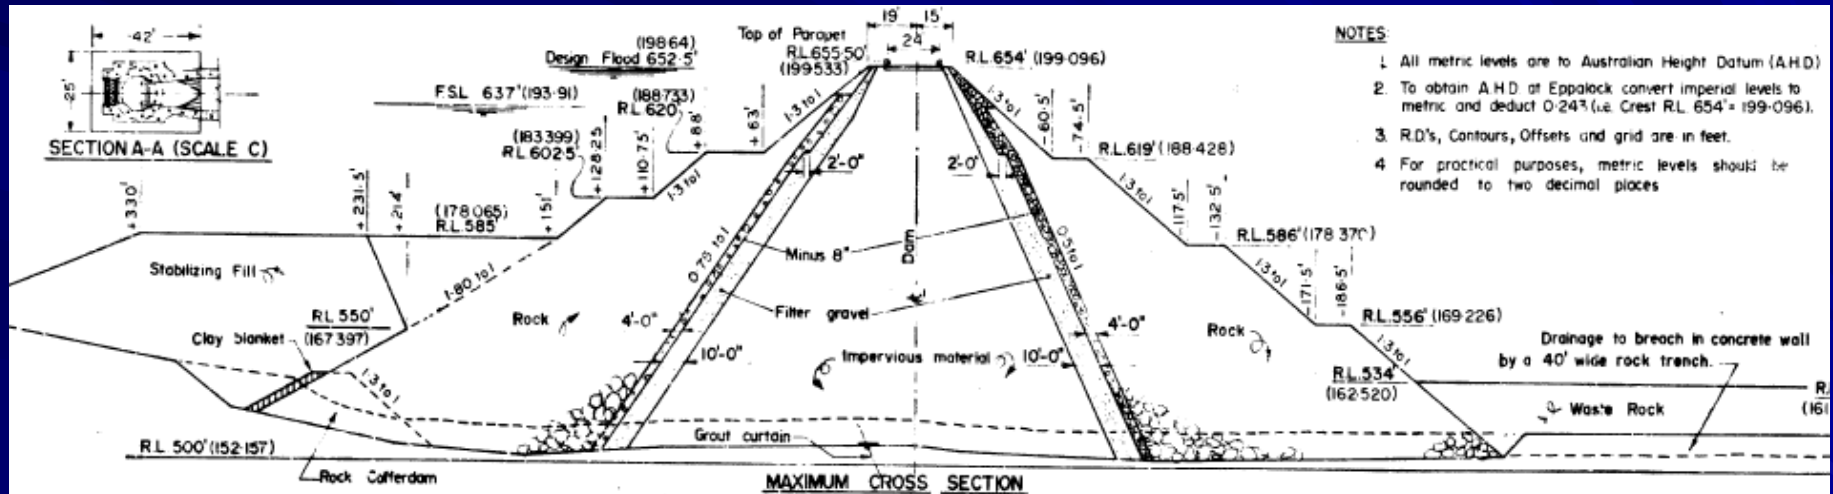 42'
25'
SECTION A-A (SCALE C)
+330'
+231.5'
+214'
(178.065)
R.L.585'
+151'
F.S.L 637' (193.91)
(198.64)
Design Flood 652.5'
(188.733)
R.L.620'
(183.399)
R.L.602.5'
+128.25'
+110.75'
+88'
+63'
Top of Parapet
R.L.655.50'
(199.533)
19'
15'
24'
R.L.654' (199.096)
1.3 to 1
1.3 to 1
1.3 to 1
2'-0"
2'-0"
-60.5'
-74.5'
R.L.619' (188.428)
1.3 to 1
-117.5'
-132.5'
R.L.586' (178.370)
1.3 to 1
-171.5'
-186.5'
R.L.556' (169.226)
1.3 to 1
R.L.534'
(162.520)
NOTES:
1. All metric levels are to Australian Height Datum (A.H.D)
2. To obtain A.H.D. at Eppalock convert imperial levels to
metric and deduct 0.243 (i.e. Crest R.L. 654' = 199.096).
3. R.D's, Contours, Offsets and grid are in feet.
4 For practical purposes, metric levels should be
rounded to two decimal places
Stabilizing Fill
1.80 to 1
R.L 550'
(167.397)
Clay blanket
1.3 to 1
Rock
0.75 to 1
Minus 8"
Filter gravel
Dam
0.5 to 1
4'-0"
10'-0"
Impervious material
10'-0"
4'-0"
Rock
Drainage to breach in concrete wall
by a 40' wide rock trench.
Waste Rock
R.L 500' (152.157)
Rock Cofferdam
Grout curtain
MAXIMUM CROSS SECTION